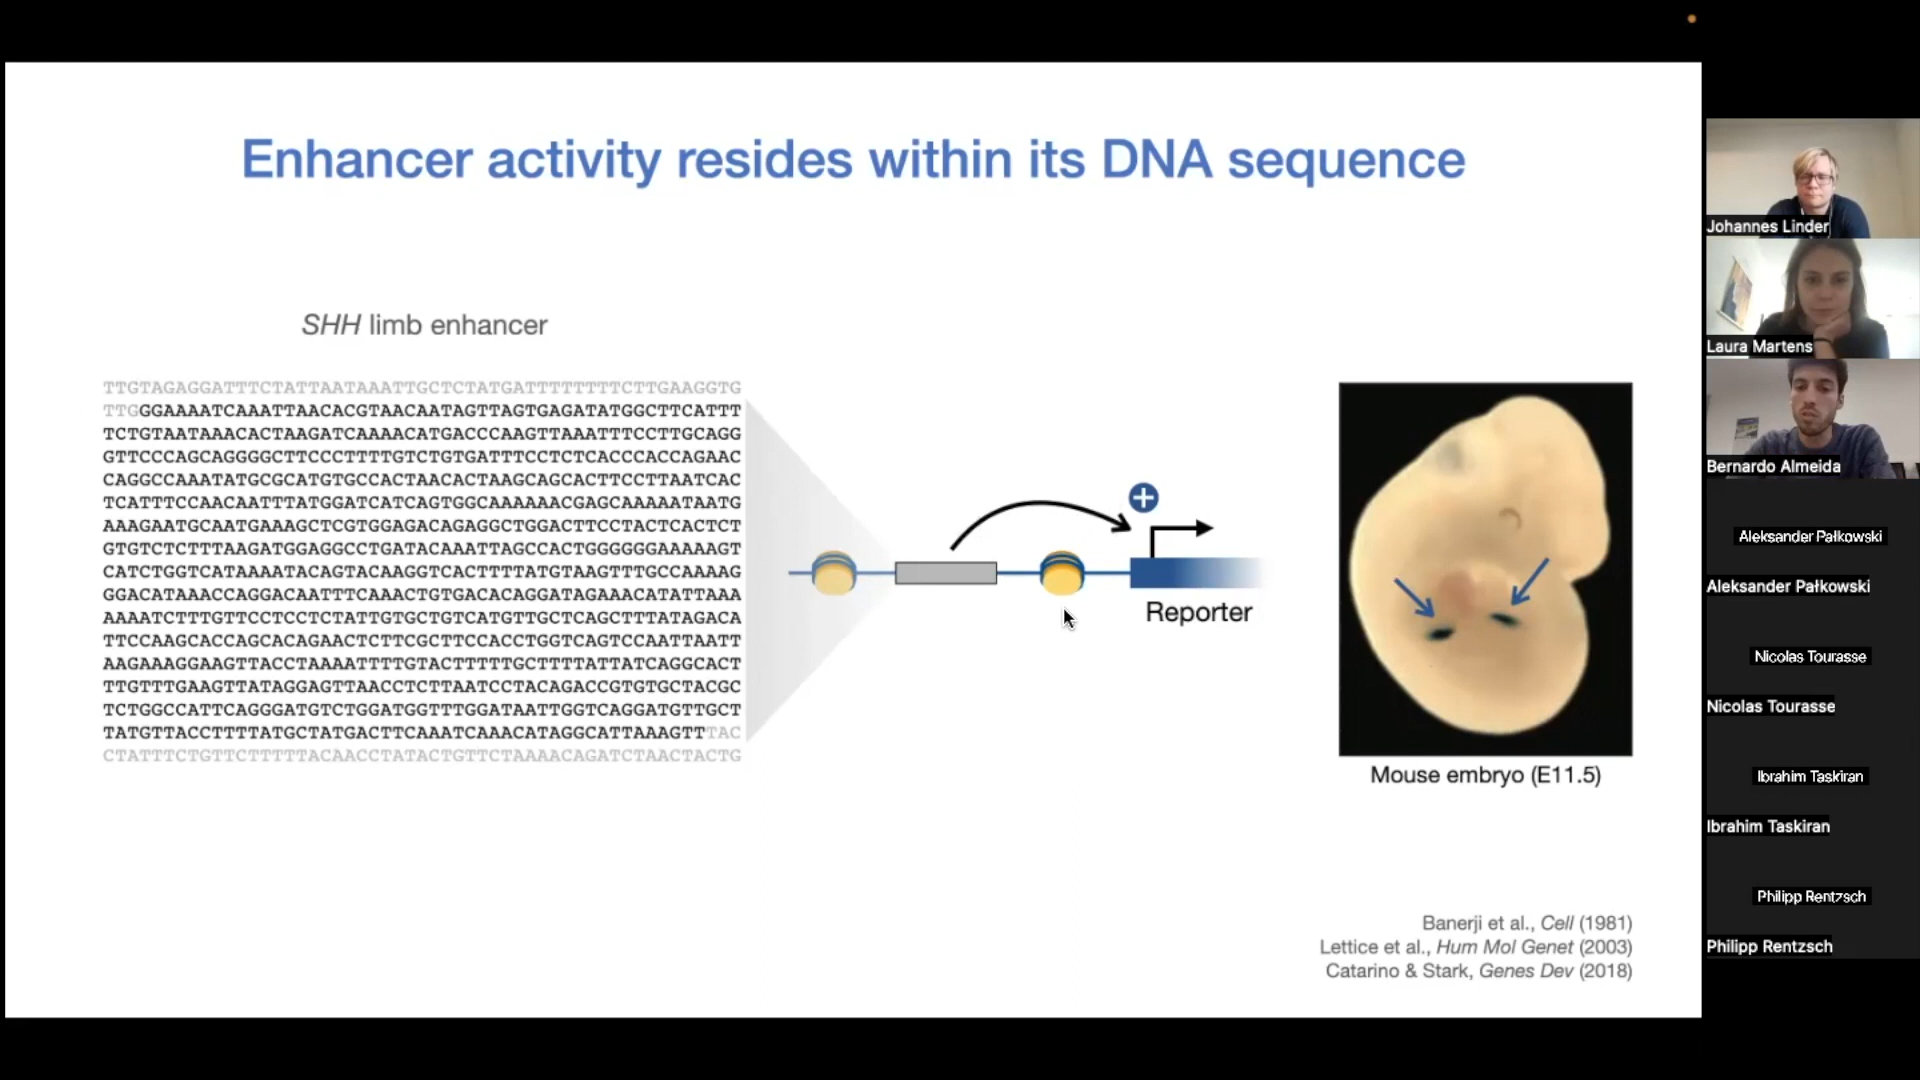 Enhancer activity resides within its DNA sequence
SHH limb enhancer
TTGTAGAGGATTTCTATTAATAAATTGCTCTATGATTTTTTTTCTTGAAGGTG
TTGGGAAAATCAAATTAACACGTAACAATAGTTAGTGAGATATGGCTTCATTT
TCTGTAATAAACACTAAGATCAAAACATGACCCAAGTTAAATTTCCTTGCAGG
GTTCCCAGCAGGGGCTTCCCTTTTGTCTGTGATTTCCTCTCACCCACCAGAAC
CAGGCCAAATATGCGCATGTGCCACTAACACTAAGCAGCACTTCCTTAATCAC
TCATTTCCAACAATTTATGGATCATCAGTGGCAAAAAACGAGCAAAAATAATG
AAAGAATGCAATGAAAGCTCGTGGAGACAGAGGCTGGACTTCCTACTCACTCT
GTGTCTCTTTAAGATGGAGGCCTGATACAAATTAGCCACTGGGGGGAAAAAGT
CATCTGGTCATAAAATACAGTACAAGGTCACTTTTATGTAAGTTTGCCAAAAG
GGACATAAACCAGGACAATTTCAAACTGTGACACAGGATAGAAACATATTAAA
AAAATCTTTGTTCCTCCTCTATTGTGCTGTCATGTTGCTCAGCTTTATAGACA
TTCCAAGCACCAGCACAGAACTCTTCGCTTCCACCTGGTCAGTCCAATTAATT
AAGAAAGGAAGTTACCTAAAATTTTGTACTTTTTGCTTTTATTATCAGGCACT
TTGTTTGAAGTTATAGGAGTTAACCTCTTAATCCTACAGACCGTGTGCTACGC
TCTGGCCATTCAGGGATGTCTGGATGGTTTGGATAATTGGTCAGGATGTTGCT
TATGTTACCTTTTATGCTATGACTTCAAATCAAACATAGGCATTAAAGTTTAC
CTATTTCTGTTCTTTTTACAACCTATACTGTTCTAAAACAGATCTAACTACTG
+
Reporter
Mouse embryo (E11.5)
Banerji et al., Cell (1981)
Lettice et al., Hum Mol Genet (2003)
Catarino & Stark, Genes Dev (2018)
Johannes Linder
Laura Martens
Bernardo Almeida
Aleksander Pałkowski
Aleksander Pałkowski
Nicolas Tourasse
Nicolas Tourasse
Ibrahim Taskiran
Ibrahim Taskiran
Philipp Rentzsch
Philipp Rentzsch